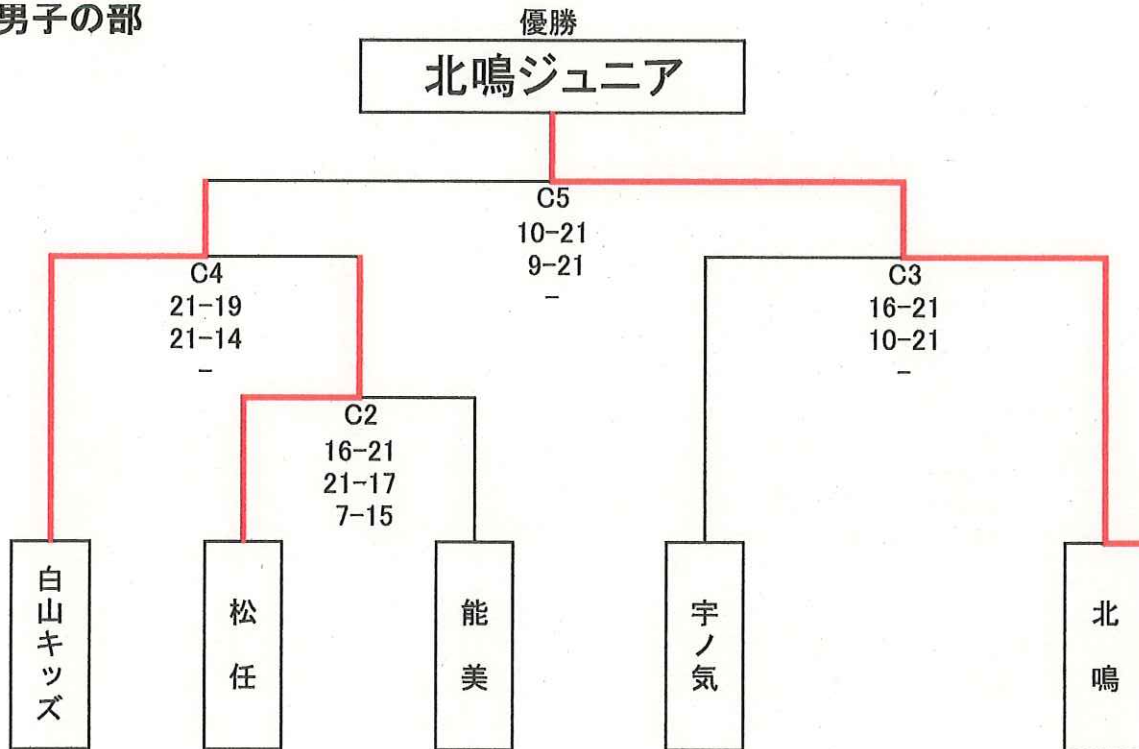 男子の部
優勝
北鳴ジュニア
C5
10-21
9-21
-
C4
21-19
21-14
-
C3
16-21
10-21
-
C2
16-21
21-17
7-15
白山キッズ
松任
能美
宇ノ気
北鳴